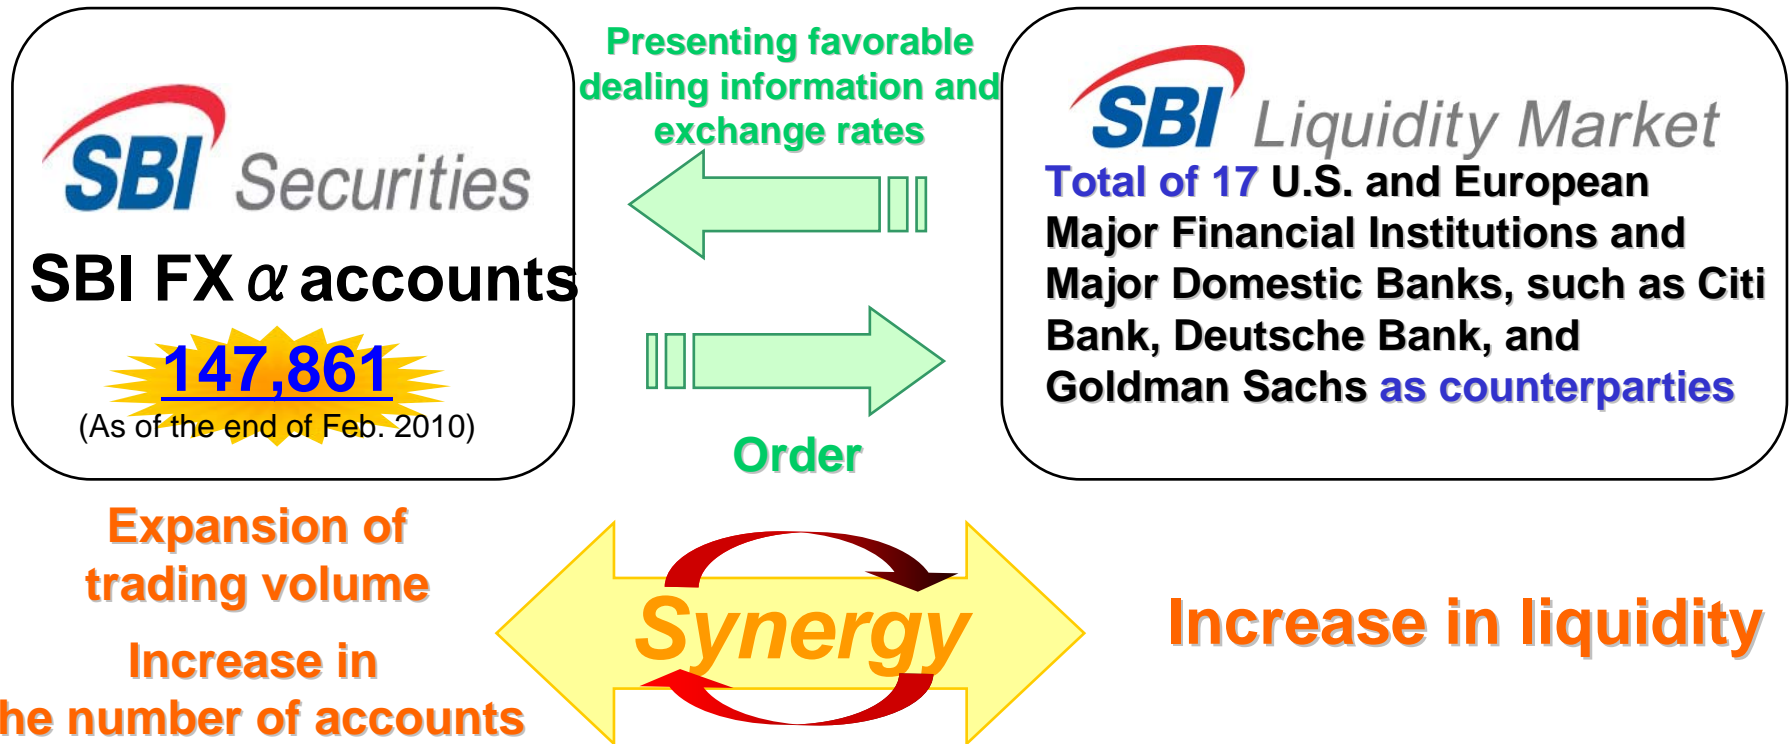 SBI Securities
SBI FX α accounts
147,861
(As of the end of Feb. 2010)
Presenting favorable
dealing information and
exchange rates
Order
SBI Liquidity Market
Total of 17 U.S. and European
Major Financial Institutions and
Major Domestic Banks, such as Citi
Bank, Deutsche Bank, and
Goldman Sachs as counterparties
Expansion of
trading volume
Increase in
he number of accounts
Synergy
Increase in liquidity